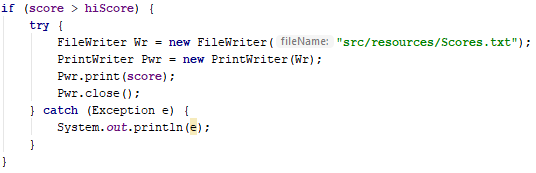 if (score > hiScore) {
    try {
        FileWriter Wr = new FileWriter( fileName: "src/resources/Scores.txt");
        PrintWriter Pwr = new PrintWriter(Wr);
        Pwr.print(score);
        Pwr.close();
    } catch (Exception e) {
        System.out.println(e);
    }
}